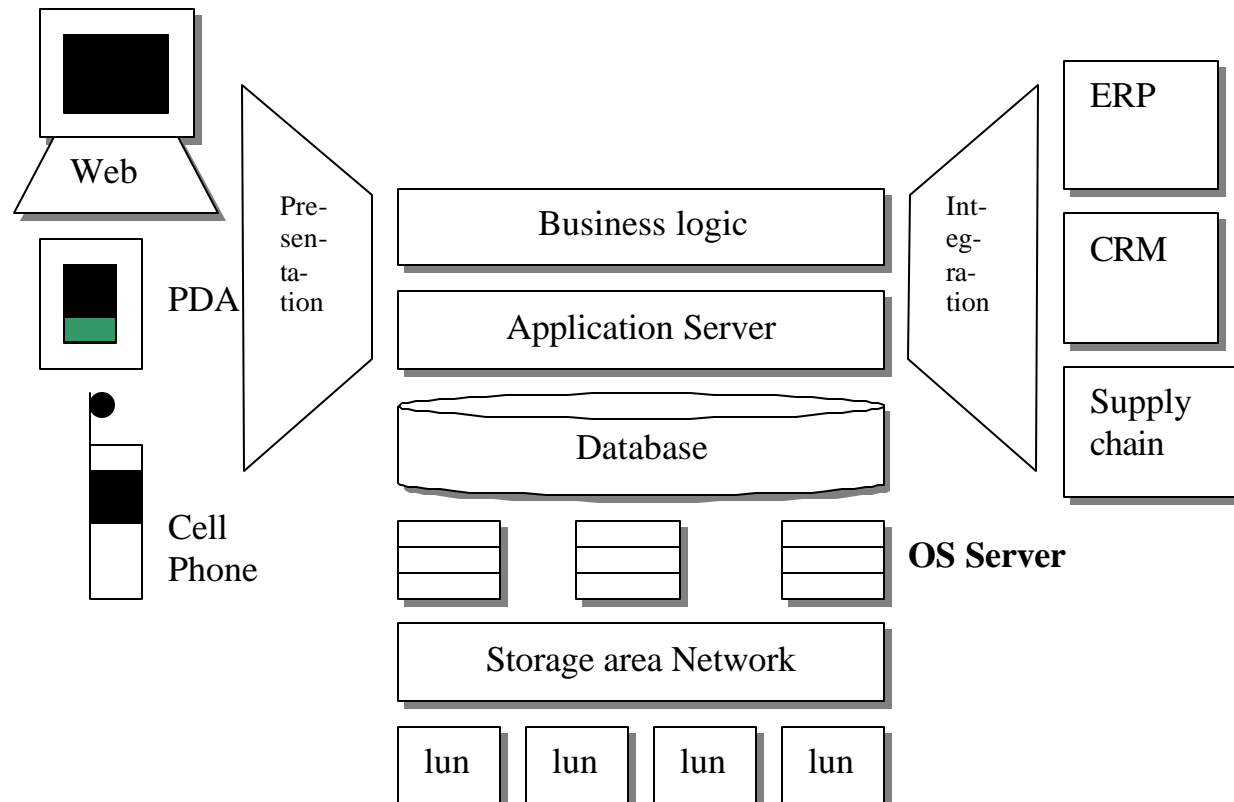 Web
PDA
Cell
Phone
Pre-
sen-
ta-
tion
Business logic
Application Server
Database
OS Server
Storage area Network
lun
lun
lun
lun
Int-
eg-
ra-
tion
ERP
CRM
Supply
chain